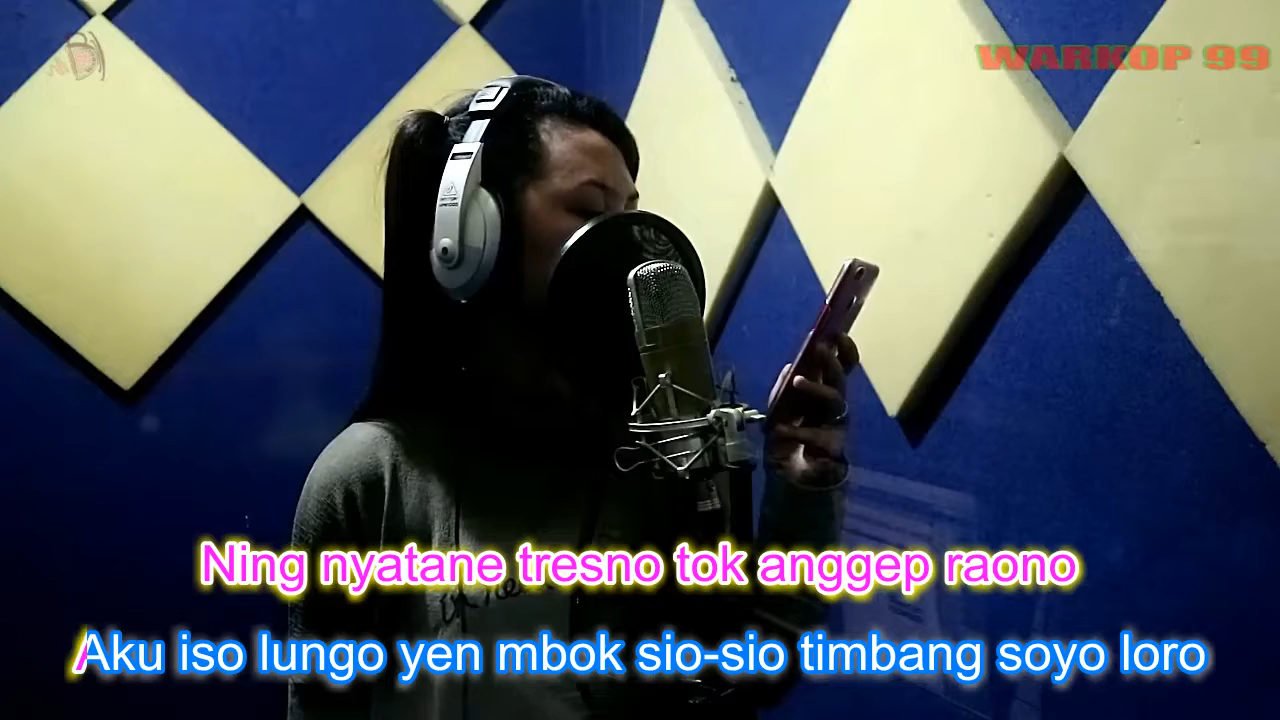 WARKOP 99
Ning nyatane tresno tok anggep raono
Aku iso lungo yen mbok sio-sio timbang soyo loro